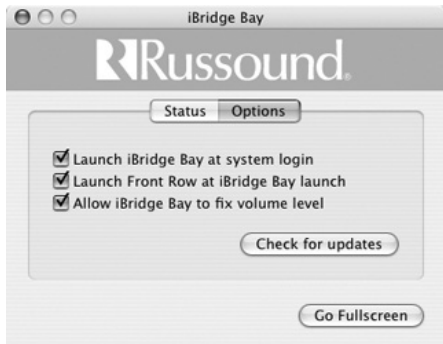 iBridge Bay
Russound®
Status Options
Launch iBridge Bay at system login
Launch Front Row at iBridge Bay launch
Allow iBridge Bay to fix volume level
Check for updates
Go Fullscreen